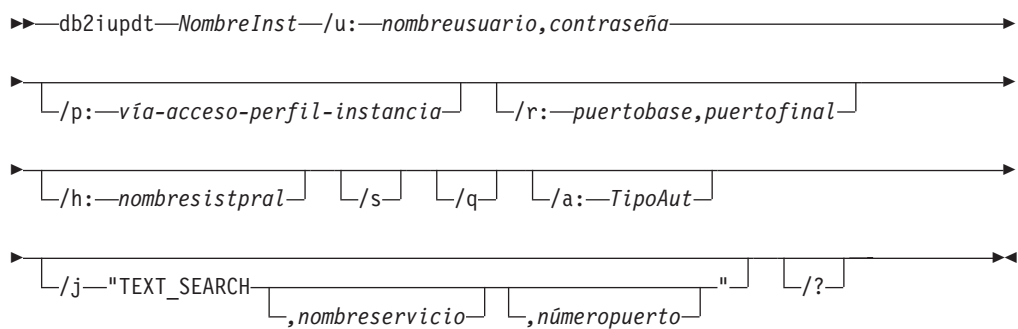 db2iupdt NombreInst /u: nombreusuario,contraseña
/p: vía-acceso-perfil-instancia /r: puertobase,puertofinal
/h: nombresistpral /s /q /a: TipoAut
/j "TEXT_SEARCH " /?
,nombreservicio ,númeropuerto